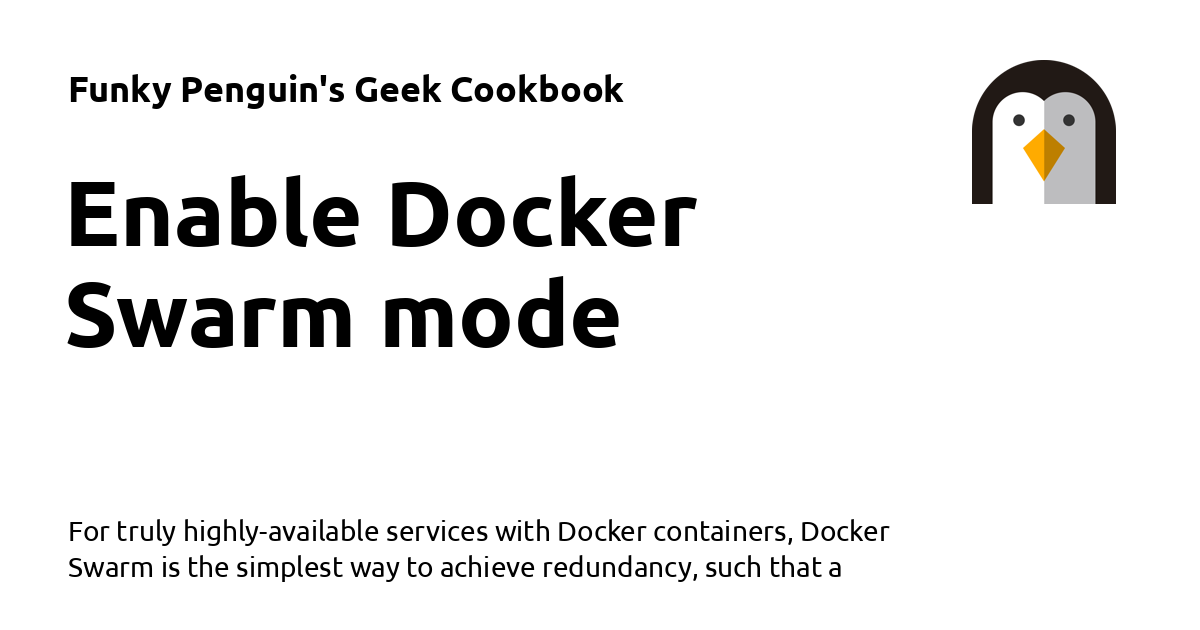 Funky Penguin's Geek Cookbook
Enable Docker
Swarm mode
For truly highly-available services with Docker containers, Docker
Swarm is the simplest way to achieve redundancy, such that a